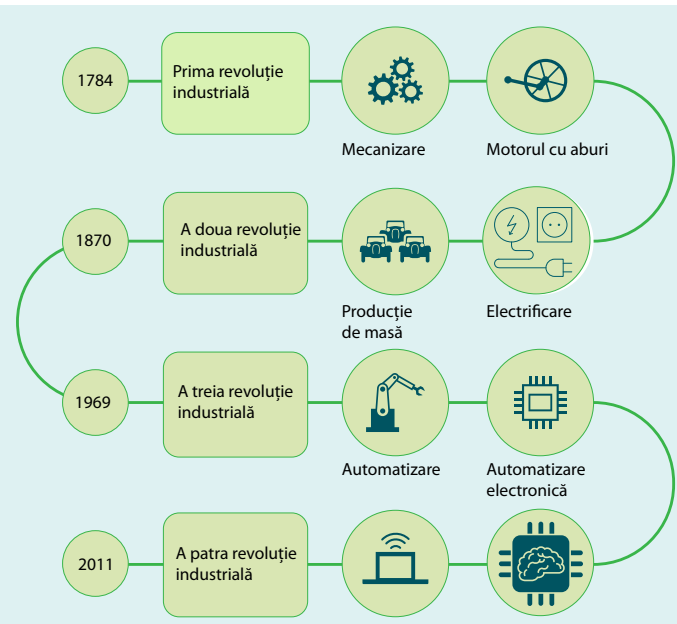 1784
Prima revoluție
industrială
Mecanizare
Motorul cu aburi
1870
A doua revoluție
industrială
Producție
de masă
Electrificare
1969
A treia revoluție
industrială
Automatizare
Automatizare
electronică
2011
A patra revoluție
industrială